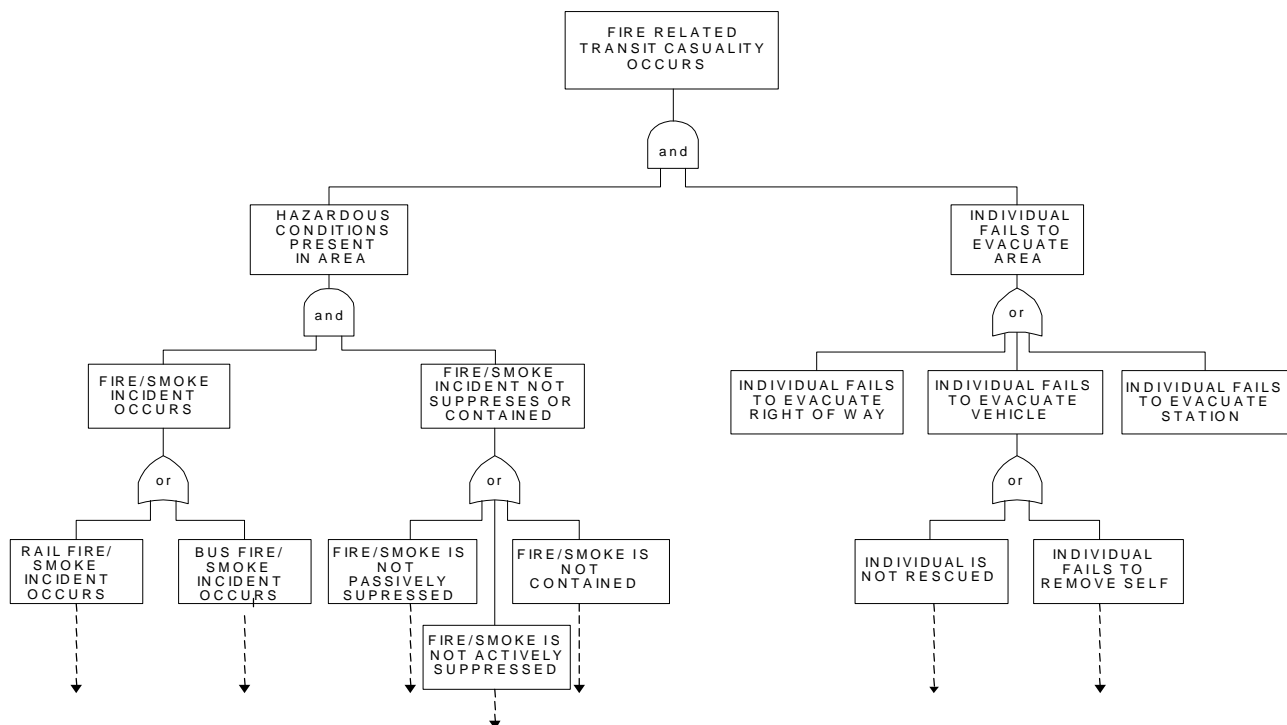 FIRE RELATED
TRANSIT CASUALITY
OCCURS
and
HAZARDOUS
CONDITIONS
PRESENT
IN AREA
INDIVIDUAL
FAILS TO
EVACUATE
AREA
and
or
FIRE/SMOKE
INCIDENT
OCCURS
FIRE/SMOKE
INCIDENT NOT
SUPPRESES OR
CONTAINED
INDIVIDUAL FAILS
TO EVACUATE
RIGHT OF WAY
INDIVIDUAL FAILS
TO EVACUATE
VEHICLE
INDIVIDUAL FAILS
TO EVACUATE
STATION
or
or
or
RAIL FIRE/
SMOKE
INCIDENT
OCCURS
BUS FIRE/
SMOKE
INCIDENT
OCCURS
FIRE/SMOKE IS
NOT
PASSIVELY
SUPRESSED
FIRE/SMOKE IS
NOT
CONTAINED
INDIVIDUAL IS
NOT RESCUED
INDIVIDUAL
FAILS TO
REMOVE SELF
FIRE/SMOKE IS
NOT ACTIVELY
SUPPRESSED